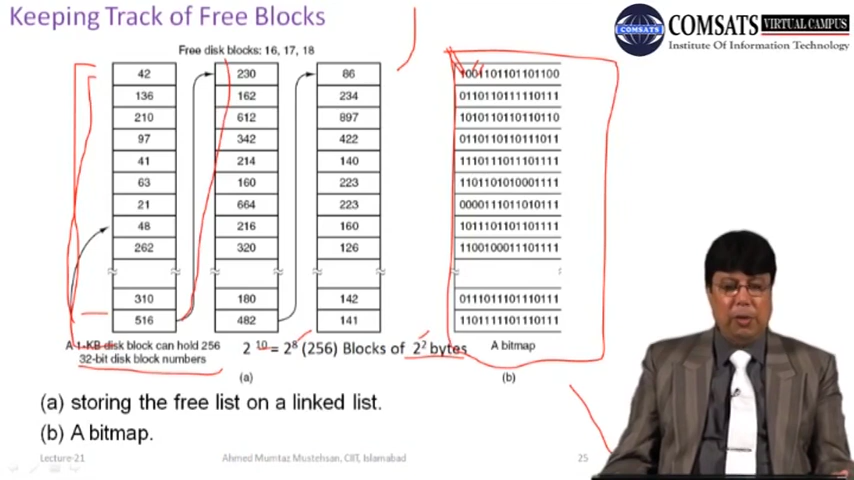 Keeping Track of Free Blocks
COMSATS VIRTUAL CAMPUS
Institute Of Information Technology
Free disk blocks: 16, 17, 18
42 230 86 1001101101101100
136 162 234 0110110111110111
210 612 897 1010110110110110
97 342 422 0110110110111011
41 214 140 1110111011101111
63 160 223 1101101010001111
21 664 223 0000111011010111
48 216 160 1011101101101111
262 320 126 1100100011101111
310 180 142 0111011101110111
516 482 141 1101111101110111
A 1-KB disk block can hold 256
32-bit disk block numbers
2 10 = 28 (256) Blocks of 22 bytes
A bitmap
(a)
(b)
(a) storing the free list on a linked list.
(b) A bitmap.
Lecture-21
Ahmed Mumtaz Mustehsan, CIIT, Islamabad
25